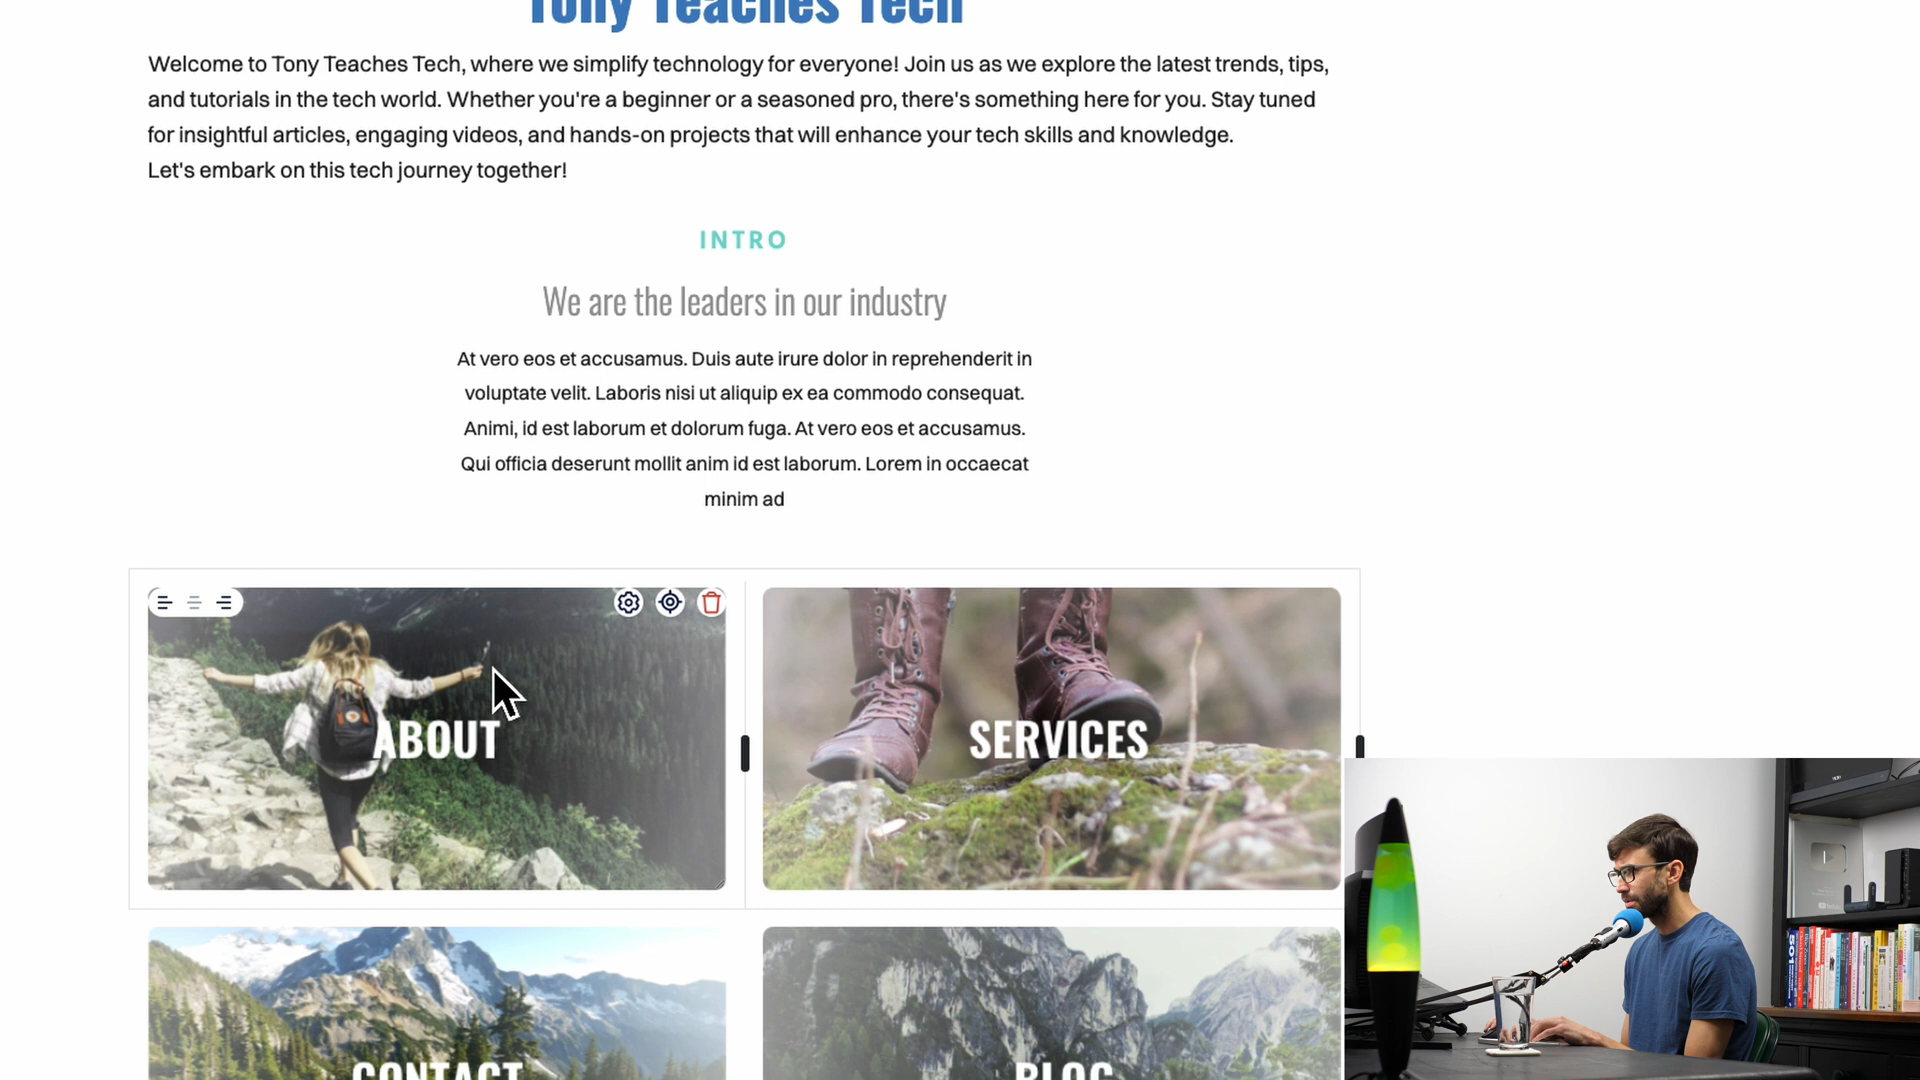 Tony Teaches Tech
Welcome to Tony Teaches Tech, where we simplify technology for everyone! Join us as we explore the latest trends, tips,
and tutorials in the tech world. Whether you're a beginner or a seasoned pro, there's something here for you. Stay tuned
for insightful articles, engaging videos, and hands-on projects that will enhance your tech skills and knowledge.
Let's embark on this tech journey together!
INTRO
We are the leaders in our industry
At vero eos et accusamus. Duis aute irure dolor in reprehenderit in
voluptate velit. Laboris nisi ut aliquip ex ea commodo consequat.
Animi, id est laborum et dolorum fuga. At vero eos et accusamus.
Qui officia deserunt mollit anim id est laborum. Lorem in occaecat
minim ad
ABOUT
SERVICES
CONTACT
BLOG